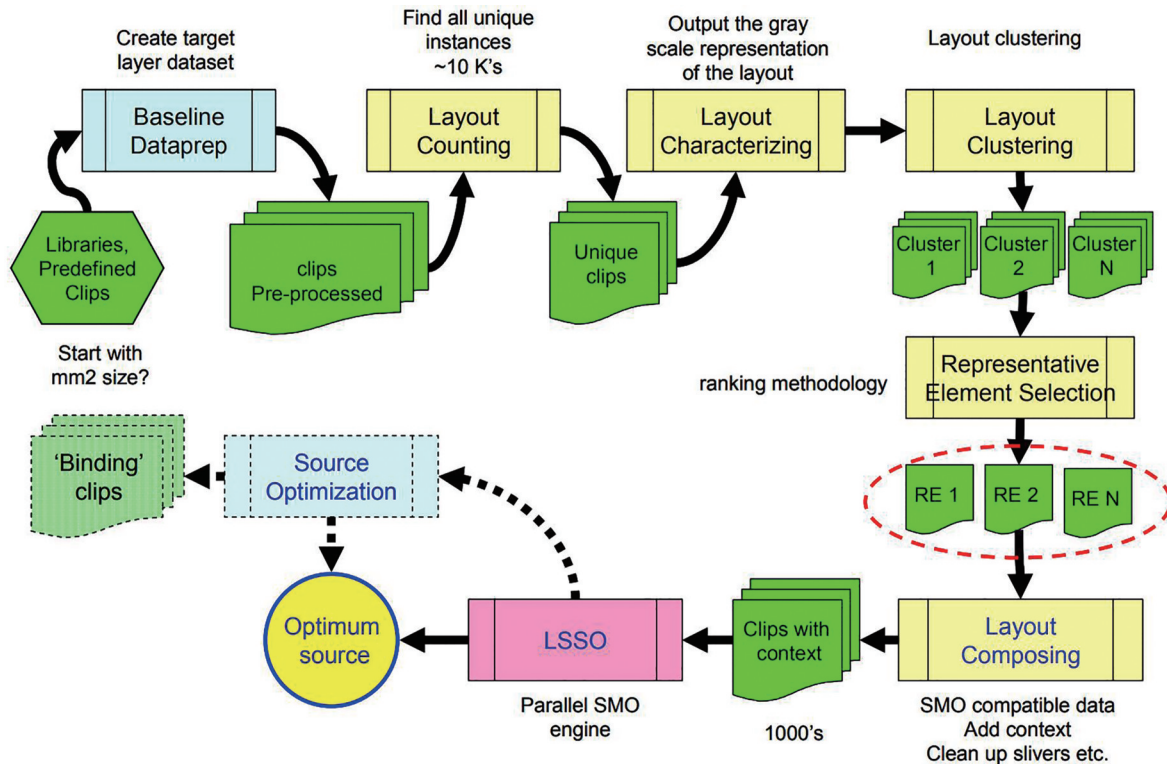 Create target
layer dataset
Find all unique
instances
~10 K's
Output the gray
scale representation
of the layout
Layout clustering
Baseline
Dataprep
Layout
Counting
Layout
Characterizing
Layout
Clustering
Libraries,
Predefined
Clips
clips
Pre-processed
Unique
clips
Cluster
1
Cluster
2
Cluster
N
Start with
mm2 size?
ranking methodology
Representative
Element Selection
'Binding'
clips
Source
Optimization
RE 1
RE 2
RE N
Optimum
source
LSSO
Clips with
context
Layout
Composing
Parallel SMO
engine
1000's
SMO compatible data
Add context
Clean up slivers etc.